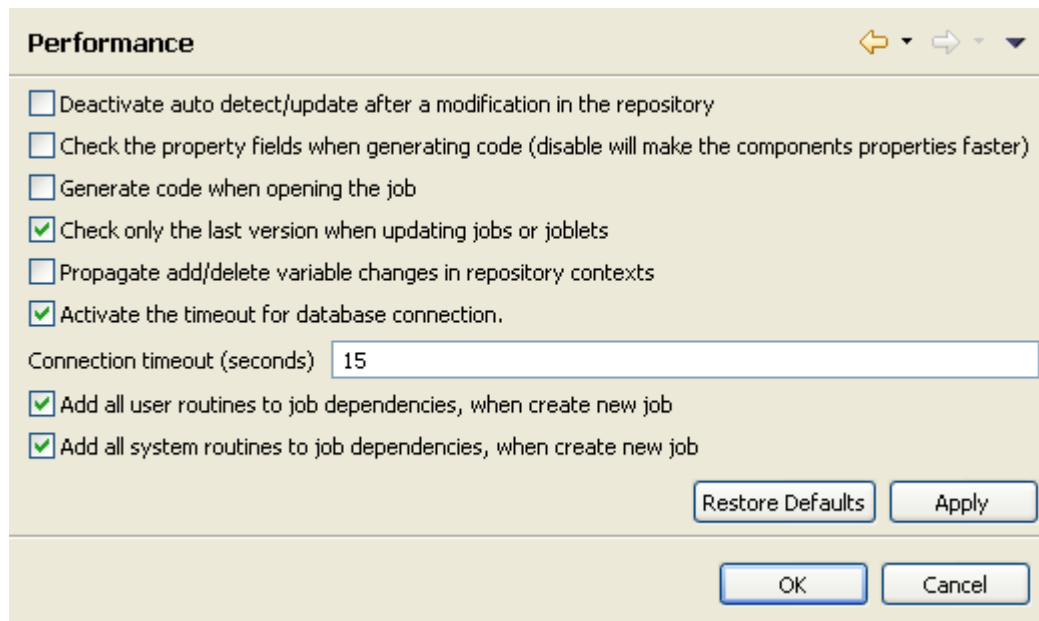 Performance
Deactivate auto detect/update after a modification in the repository
Check the property fields when generating code (disable will make the components properties faster)
Generate code when opening the job
Check only the last version when updating jobs or joblets
Propagate add/delete variable changes in repository contexts
Activate the timeout for database connection.
Connection timeout (seconds) 15
Add all user routines to job dependencies, when create new job
Add all system routines to job dependencies, when create new job
Restore Defaults Apply
OK Cancel